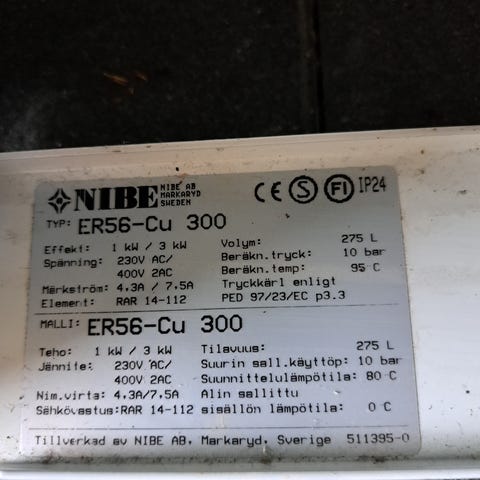 NIBE NIBE AB MARKARYD SWEDEN CE S FI IP24
TYP: ER56-Cu 300
Effekt: 1 kW / 3 kW Volym: 275 L
Spänning: 230V AC/ Beräkn.tryck: 10 bar
400V 2AC Beräkn.temp: 95 C
Märkström: 4.3A / 7.5A Tryckkärl enligt
Element: RAR 14-112 PED 97/23/EC p3.3
MALLI: ER56-Cu 300
Teho: 1 kW / 3 kW Tilavuus: 275 L
Jännite: 230V AC/ Suurin sall.käyttöp: 10 bar
400V 2AC Suunnittelulämpötila: 80 C
Nim.virta: 4.3A/7.5A Alin sallittu
Sähkövastus: RAR 14-112 sisällön lämpötila: 0 C
Tillverkad av NIBE AB, Markaryd, Sverige 511395-0